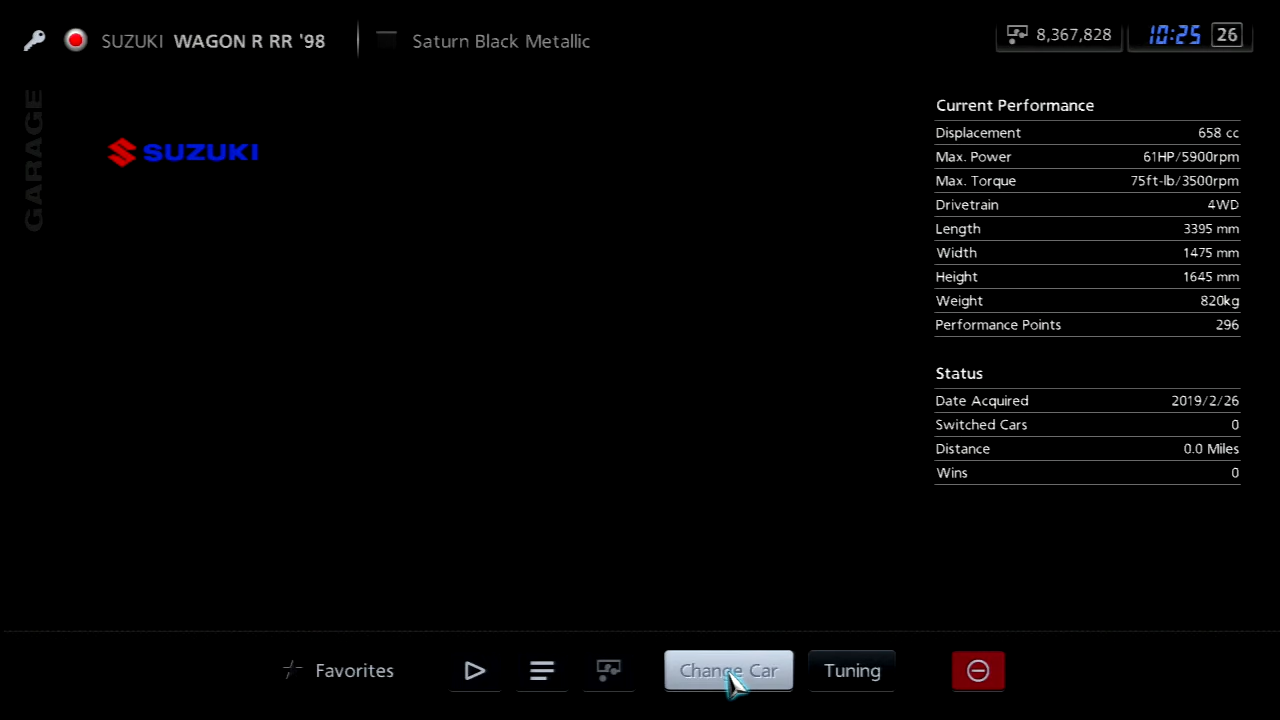 SUZUKI WAGON R RR '98
Saturn Black Metallic
8,367,828
10:25
26
GARAGE
SUZUKI
Current Performance
Displacement 658 cc
Max. Power 61HP/5900rpm
Max. Torque 75ft-lb/3500rpm
Drivetrain 4WD
Length 3395 mm
Width 1475 mm
Height 1645 mm
Weight 820kg
Performance Points 296
Status
Date Acquired 2019/2/26
Switched Cars 0
Distance 0.0 Miles
Wins 0
Favorites
Change Car
Tuning